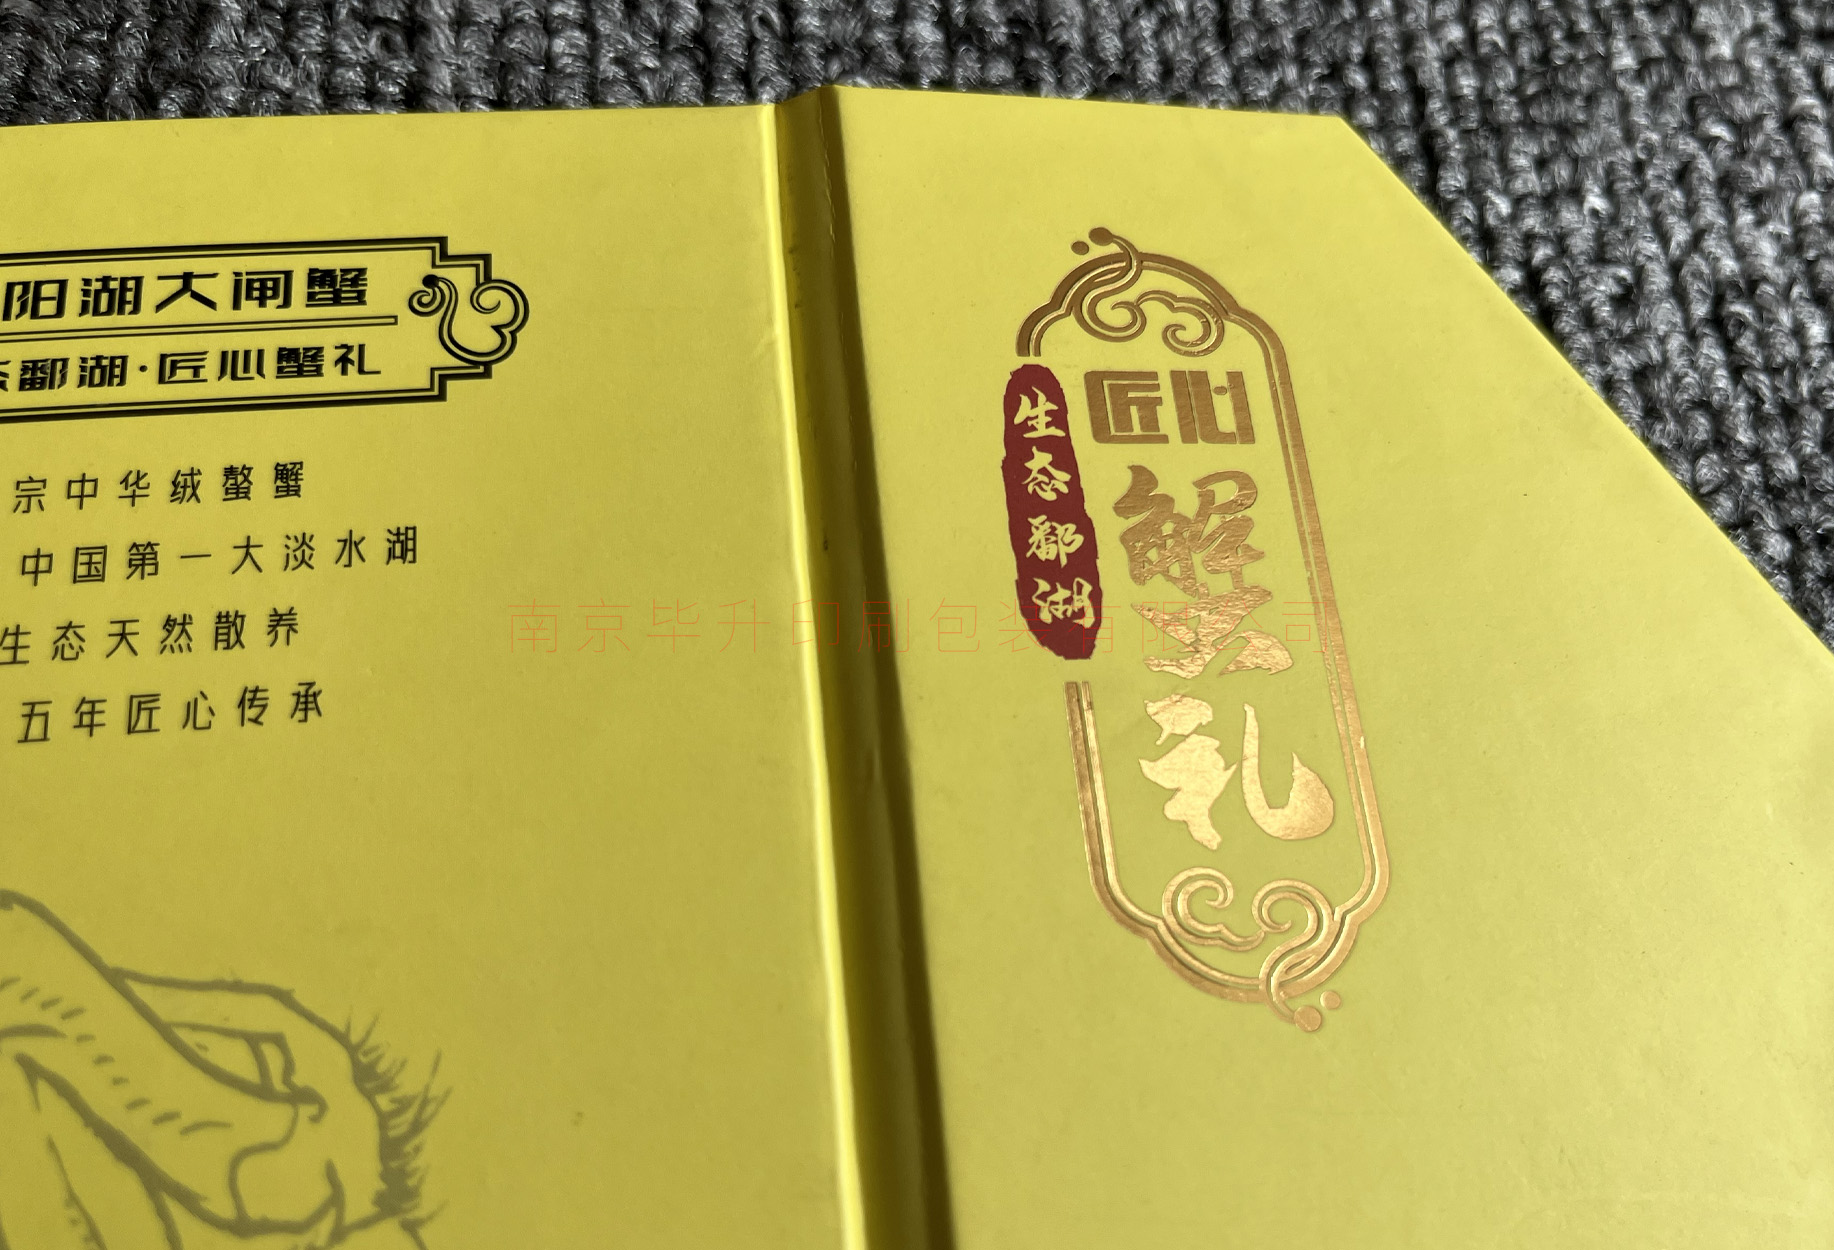 阳湖大闸蟹
态鄱湖·匠心蟹礼
宗中华绒螯蟹
中国第一大淡水湖
生态天然散养
五年匠心传承
匠心
蟹礼
生态鄱湖
南京毕升印刷包装有限公司